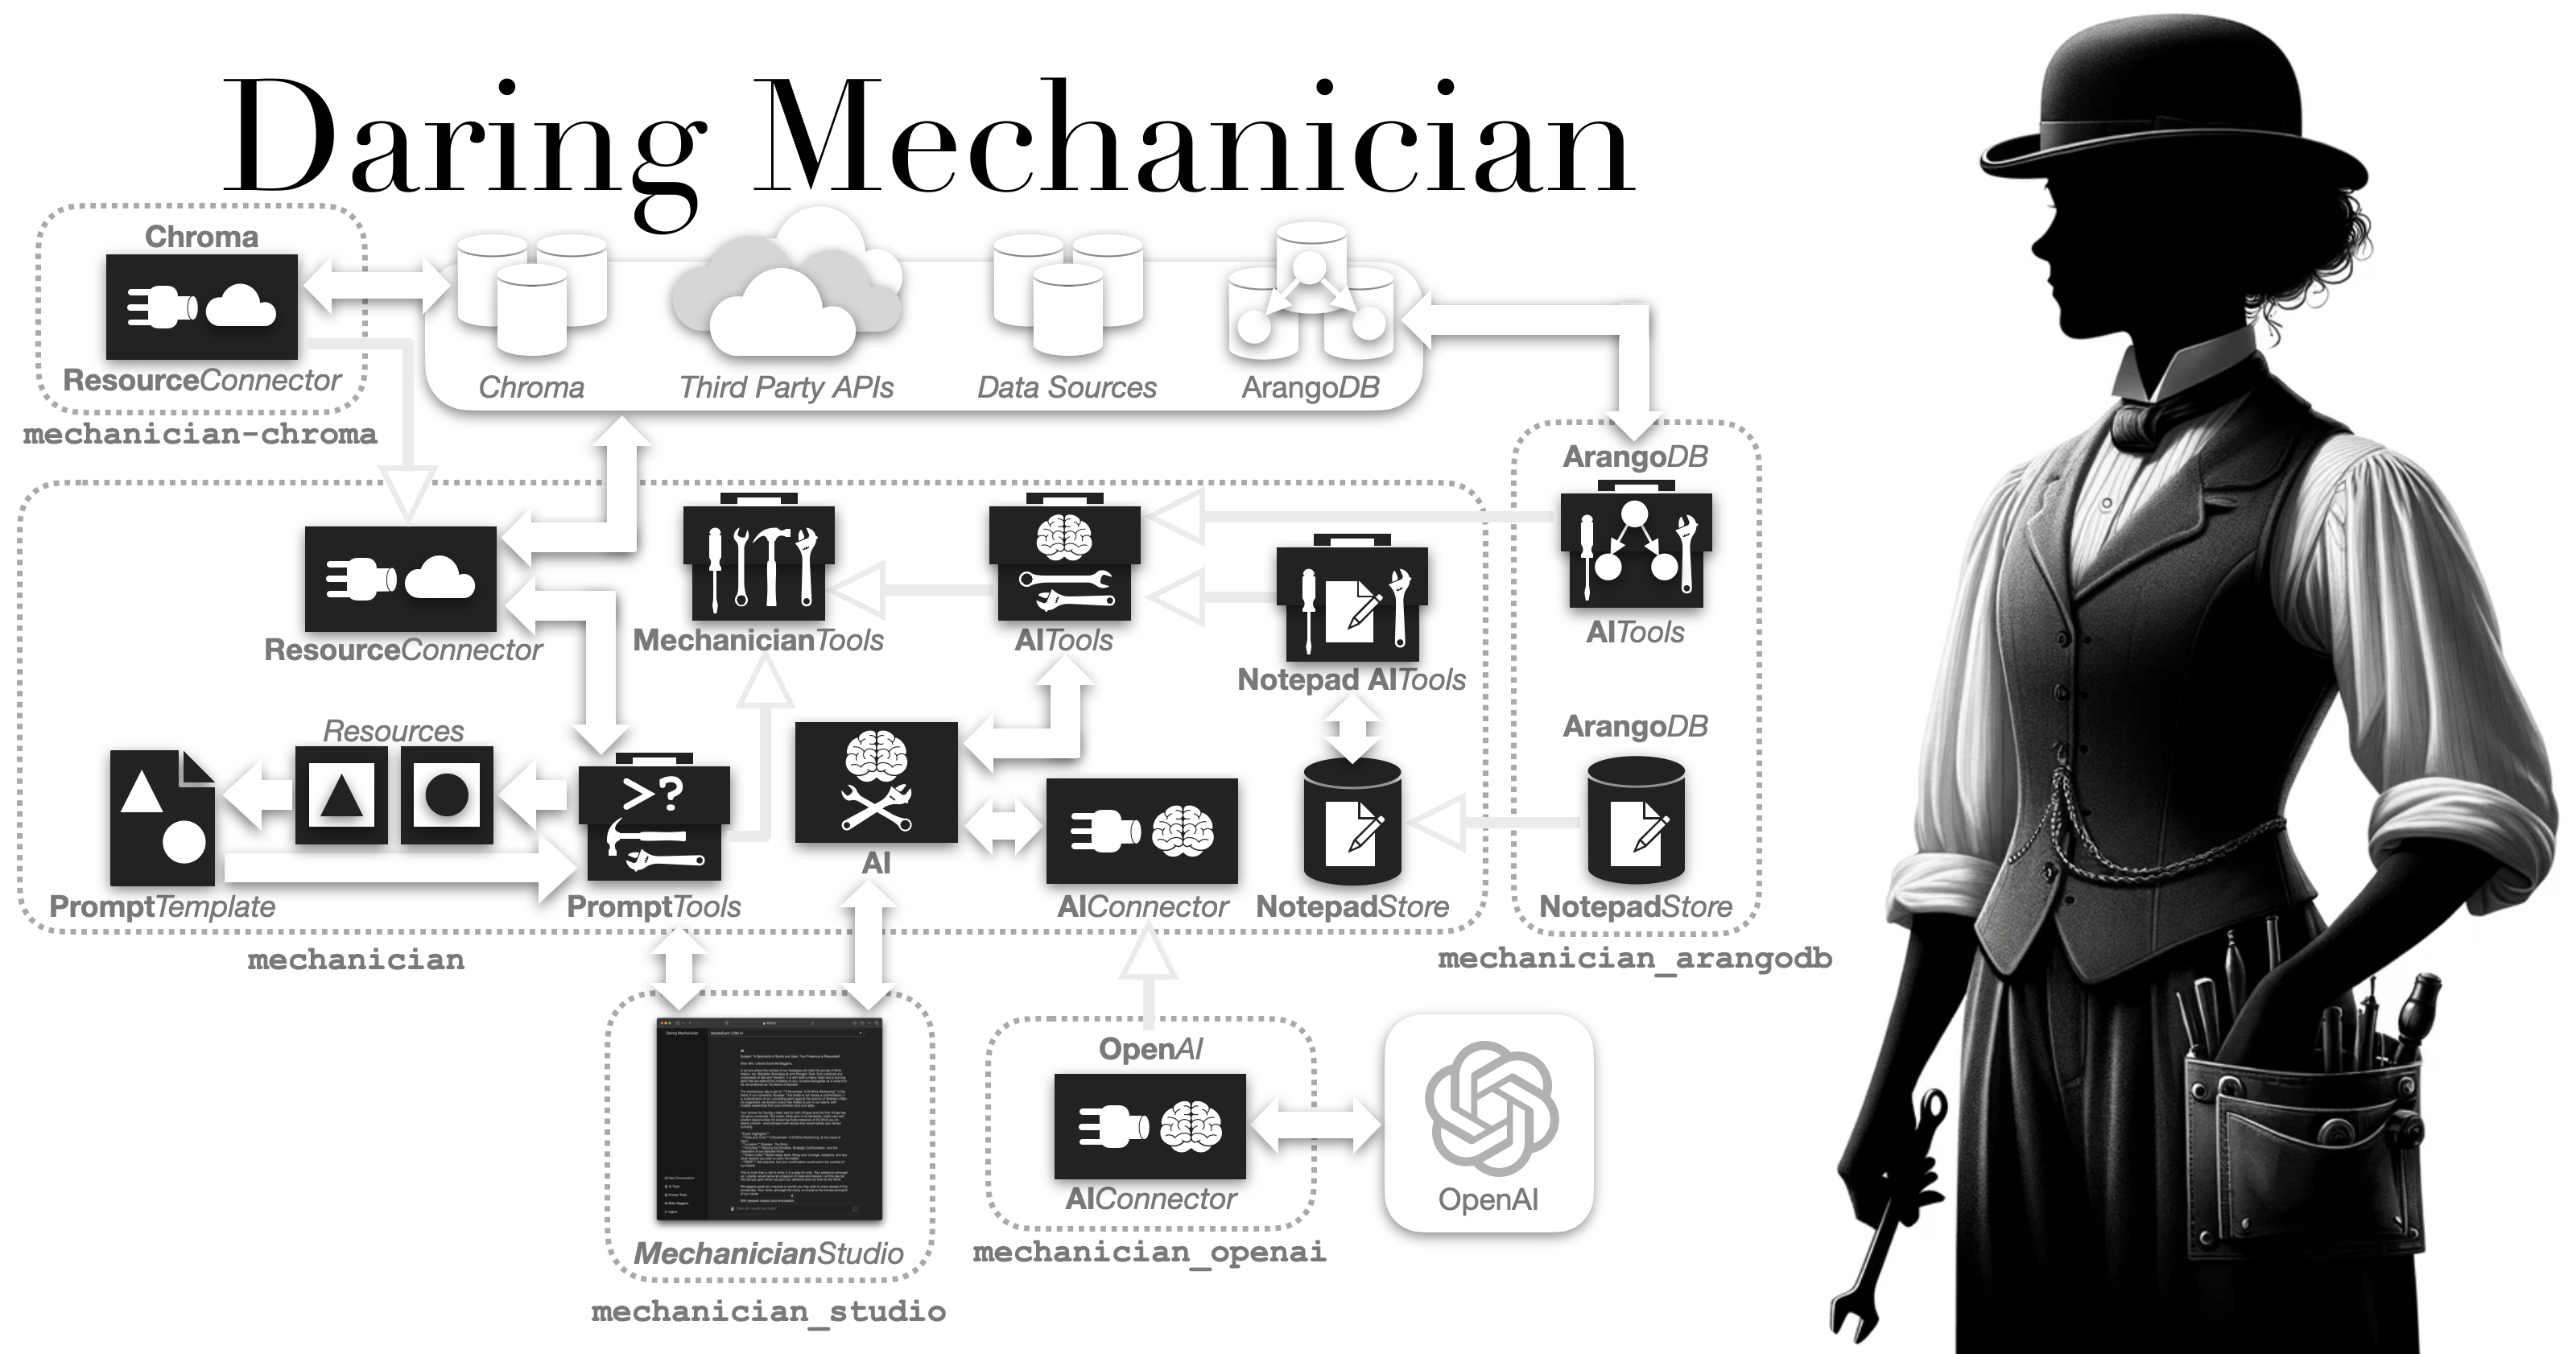 Daring Mechanician
Chroma
ResourceConnector
mechanician-chroma
Chroma
Third Party APIs
Data Sources
ArangoDB
ArangoDB
AITools
ArangoDB
NotepadStore
mechanician_arangodb
ResourceConnector
MechanicianTools
AITools
Notepad AITools
Resources
>?
PromptTemplate
PromptTools
AI
AIConnector
NotepadStore
mechanician
MechanicianStudio
mechanician_studio
OpenAI
AIConnector
mechanician_openai
OpenAI